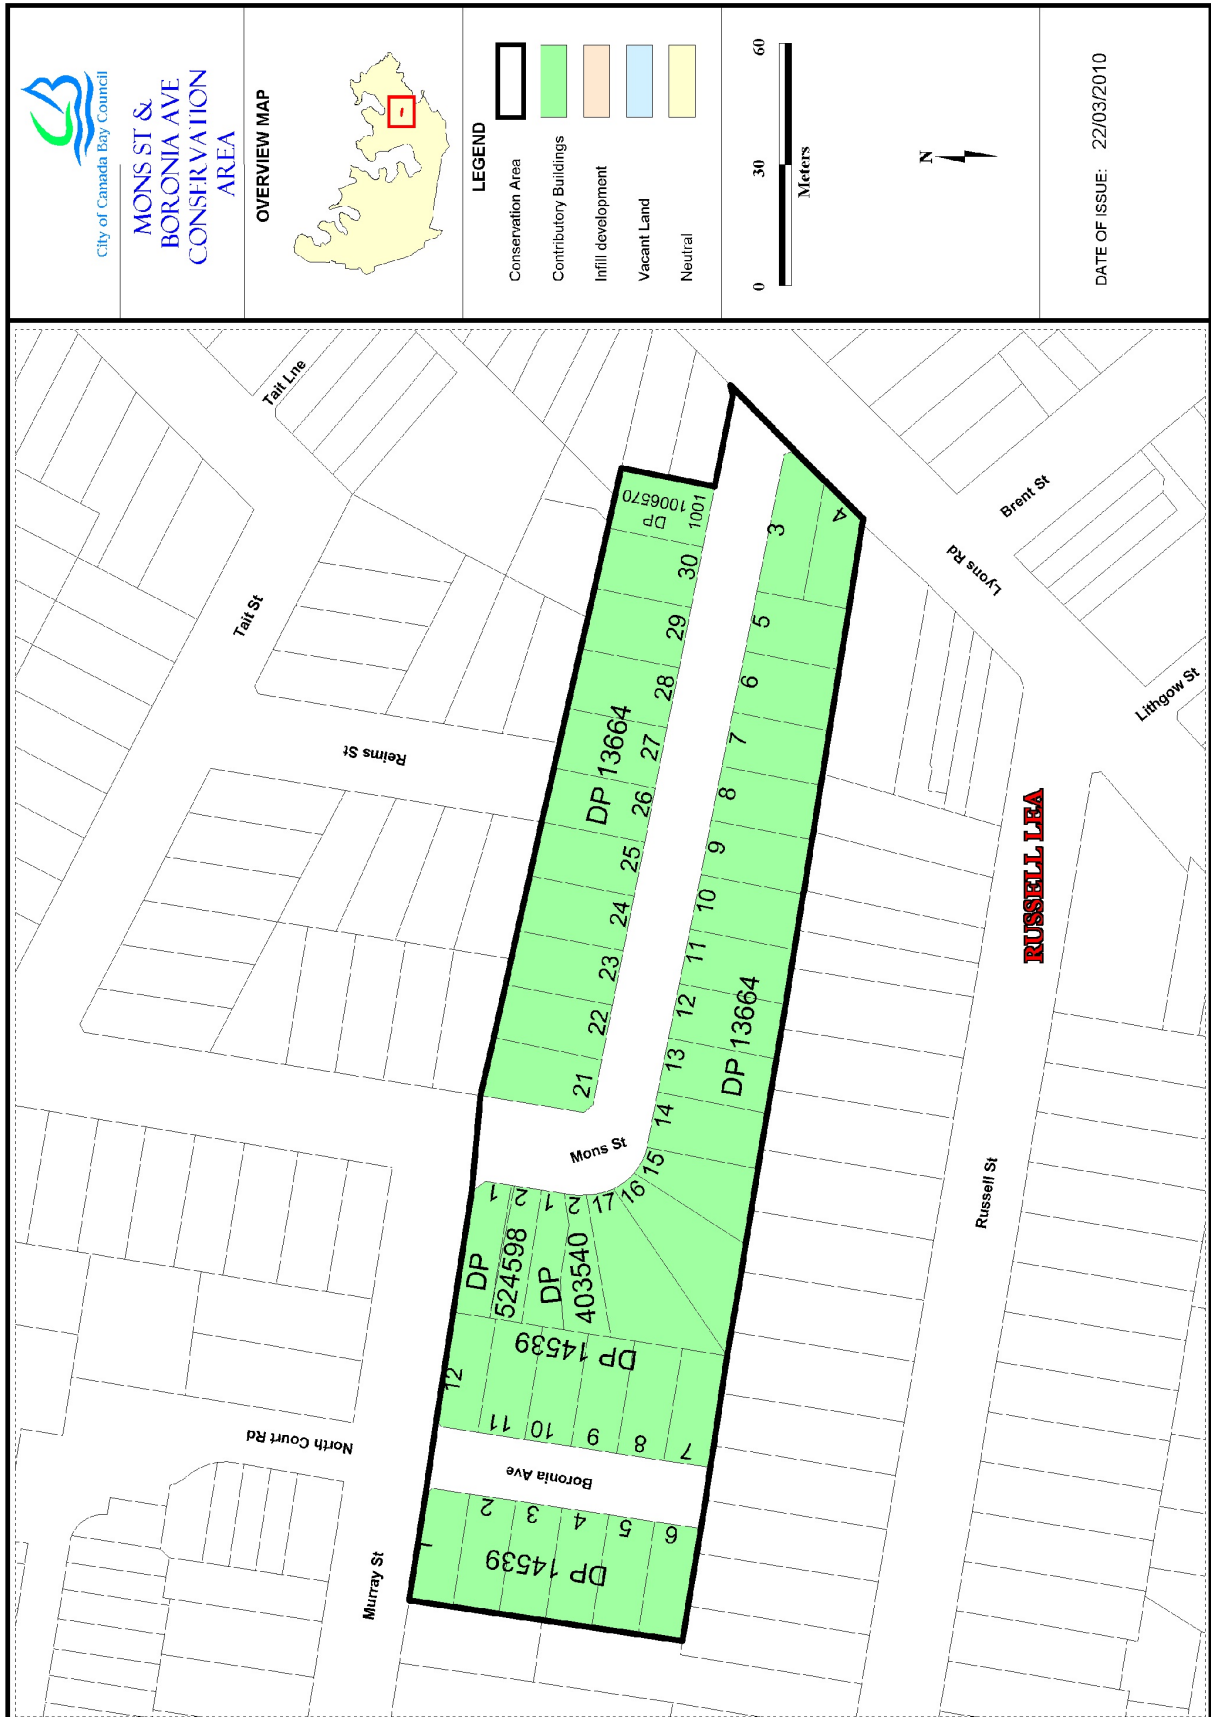 City of Canada Bay Council
MONS ST &
BORONIA AVE
CONSERVATION
AREA
OVERVIEW MAP
LEGEND
Conservation Area
Contributory Buildings
Infill development
Vacant Land
Neutral
0 30 60
Meters
N
DATE OF ISSUE: 22/03/2010
Tait Lne
Tait St
Reims St
North Court Rd
Murray St
Boronia Ave
Mons St
Russell St
Lyons Rd
Brent St
Lithgow St
RUSSELL LEA
DP
1006570
1001
30
29
28
27
26
25
24
23
22
21
DP 13664
3
4
5
6
7
8
9
10
11
12
13
14
15
16
17
DP 13664
1
2
DP
524598
1
2
DP
403540
DP 14539
12
11
10
9
8
7
DP 14539
1
2
3
4
5
6